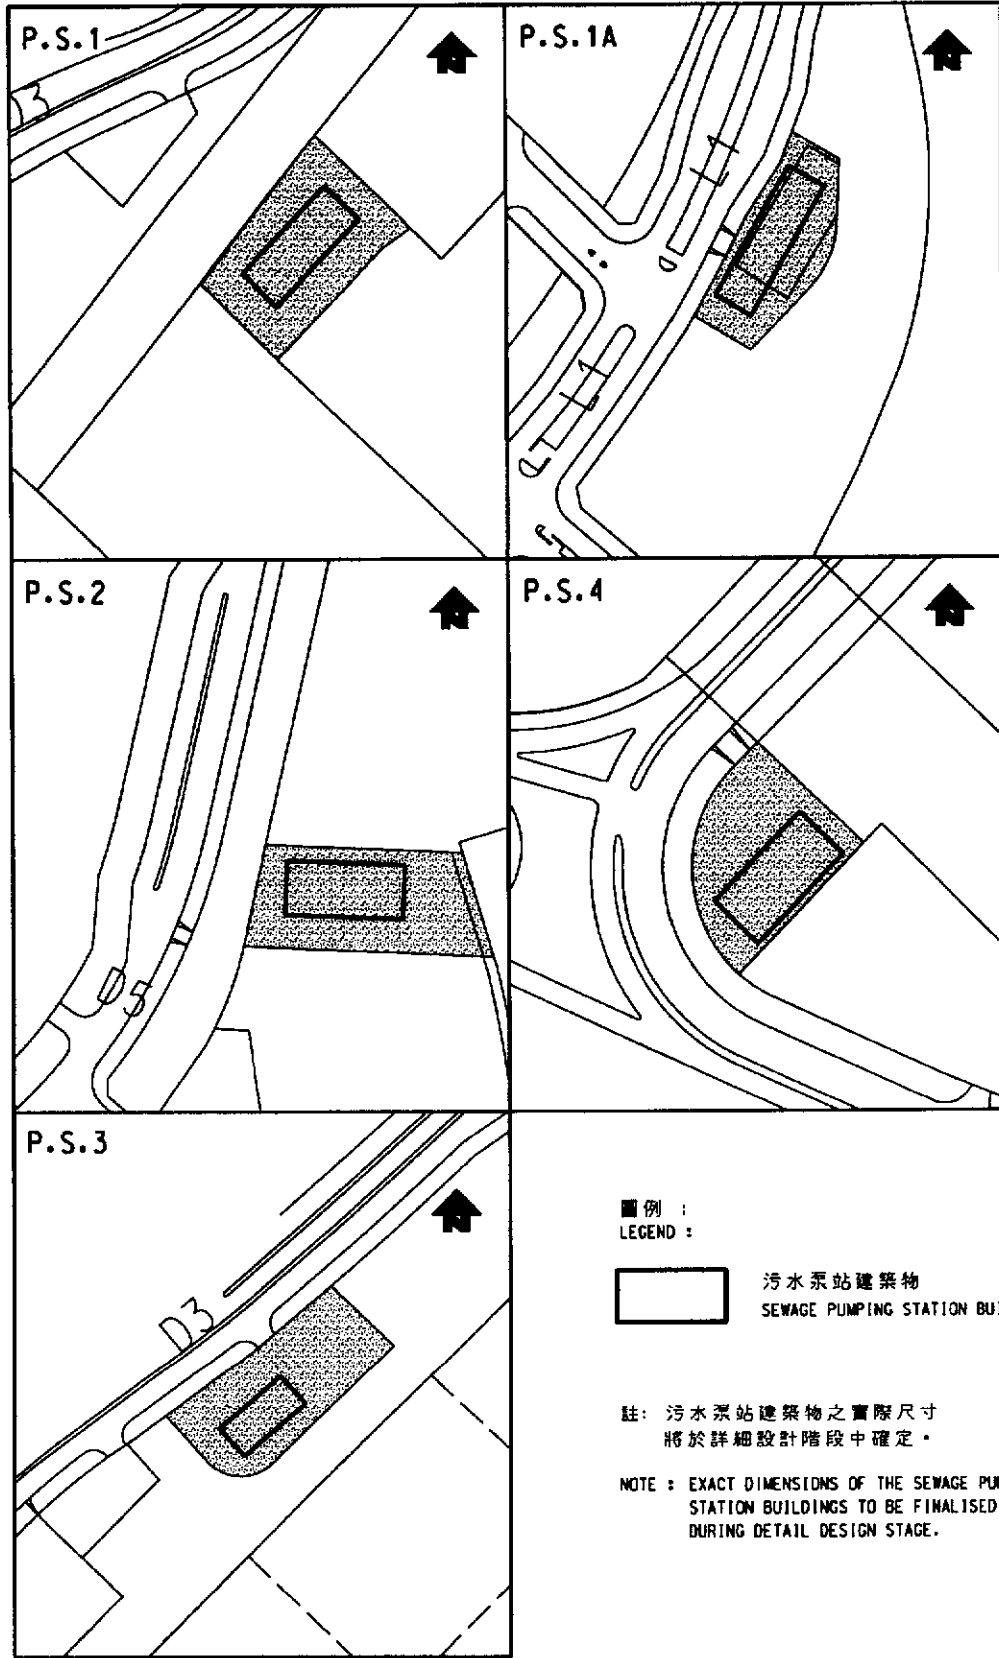 P.S.1
N
D3
P.S.1A
N
L1
L1
P.S.2
N
D5
P.S.4
N
P.S.3
N
D3
圖例 :
LEGEND :
污水泵站建築物
SEWAGE PUMPING STATION
註: 污水泵站建築物之實際尺寸
將於詳細設計階段中確定。
NOTE : EXACT DIMENSIONS OF THE SEWAGE
STATION BUILDINGS TO BE FINALISED
DURING DETAIL DESIGN STAGE.